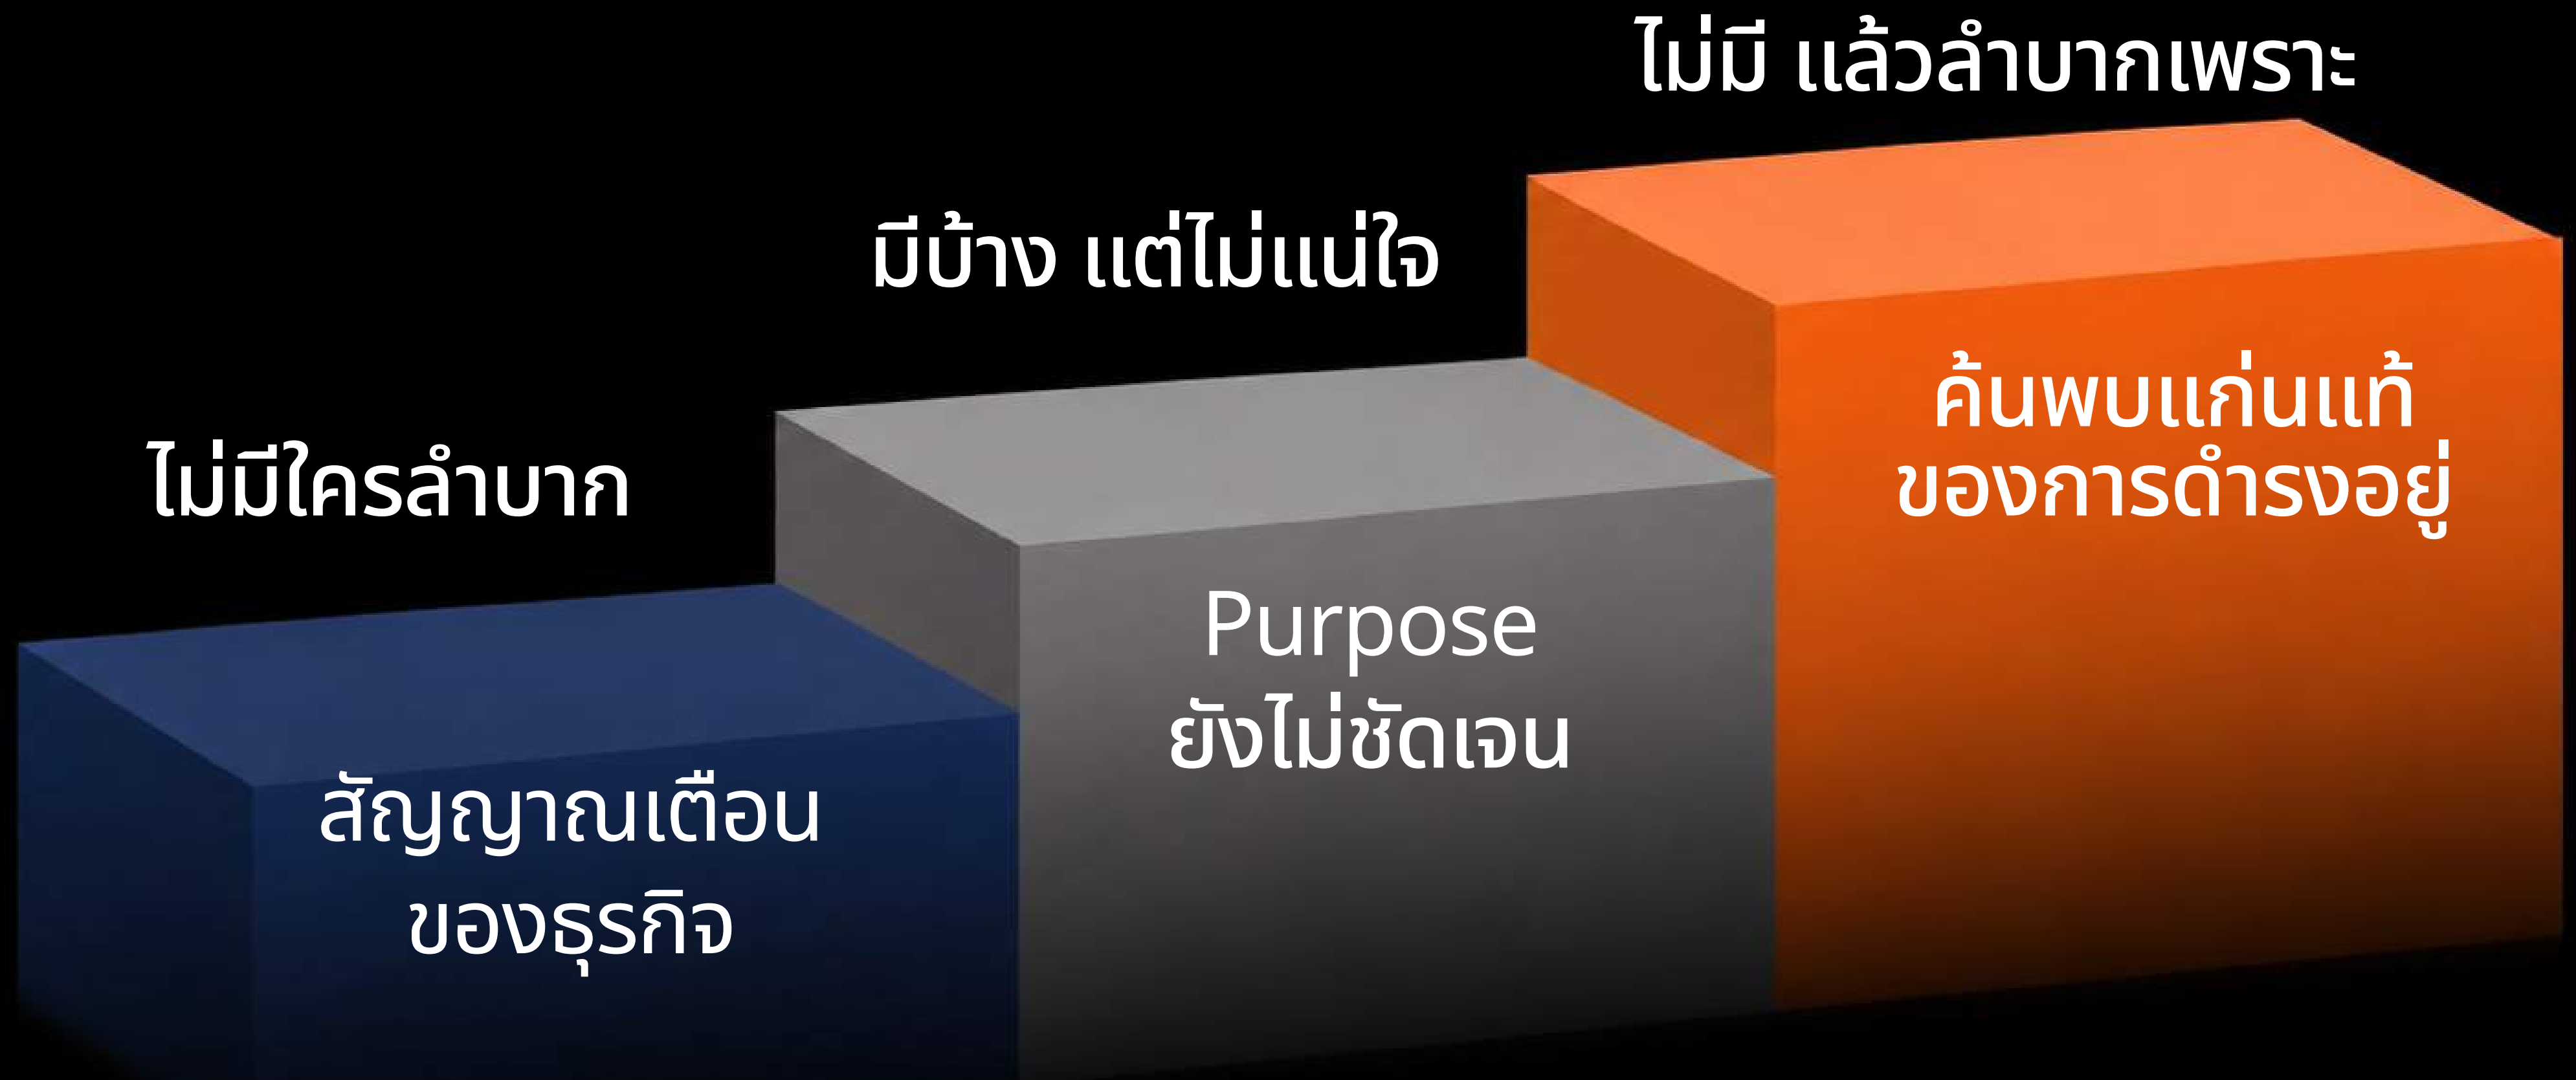 ไม่มี แล้วลำบากเพราะ
มีบ้าง แต่ไม่แน่ใจ
ไม่มีใครลำบาก
ค้นพบแก่นแท้
ของการดำรงอยู่
Purpose
ยังไม่ชัดเจน
สัญญาณเตือน
ของธุรกิจ